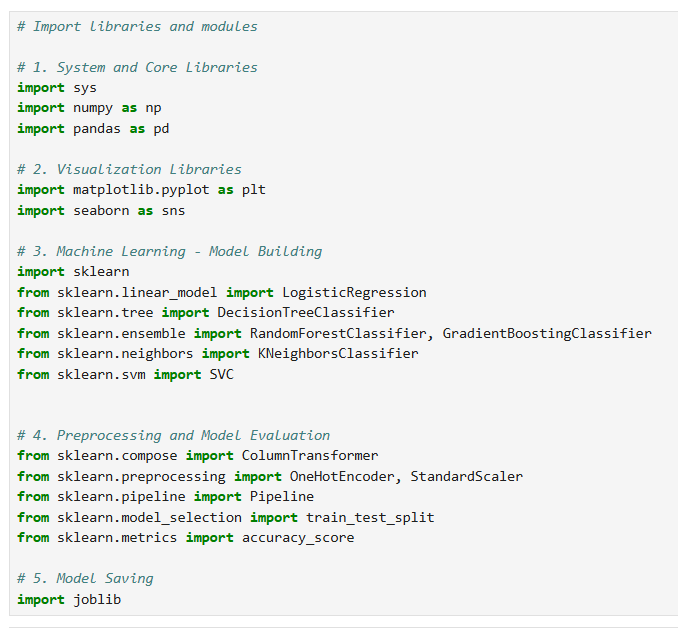 # Import libraries and modules
# 1. System and Core Libraries
import sys
import numpy as np
import pandas as pd
# 2. Visualization Libraries
import matplotlib.pyplot as plt
import seaborn as sns
# 3. Machine Learning - Model Building
import sklearn
from sklearn.linear_model import LogisticRegression
from sklearn.tree import DecisionTreeClassifier
from sklearn.ensemble import RandomForestClassifier, GradientBoostingClassifier
from sklearn.neighbors import KNeighborsClassifier
from sklearn.svm import SVC
# 4. Preprocessing and Model Evaluation
from sklearn.compose import ColumnTransformer
from sklearn.preprocessing import OneHotEncoder, StandardScaler
from sklearn.pipeline import Pipeline
from sklearn.model_selection import train_test_split
from sklearn.metrics import accuracy_score
# 5. Model Saving
import joblib